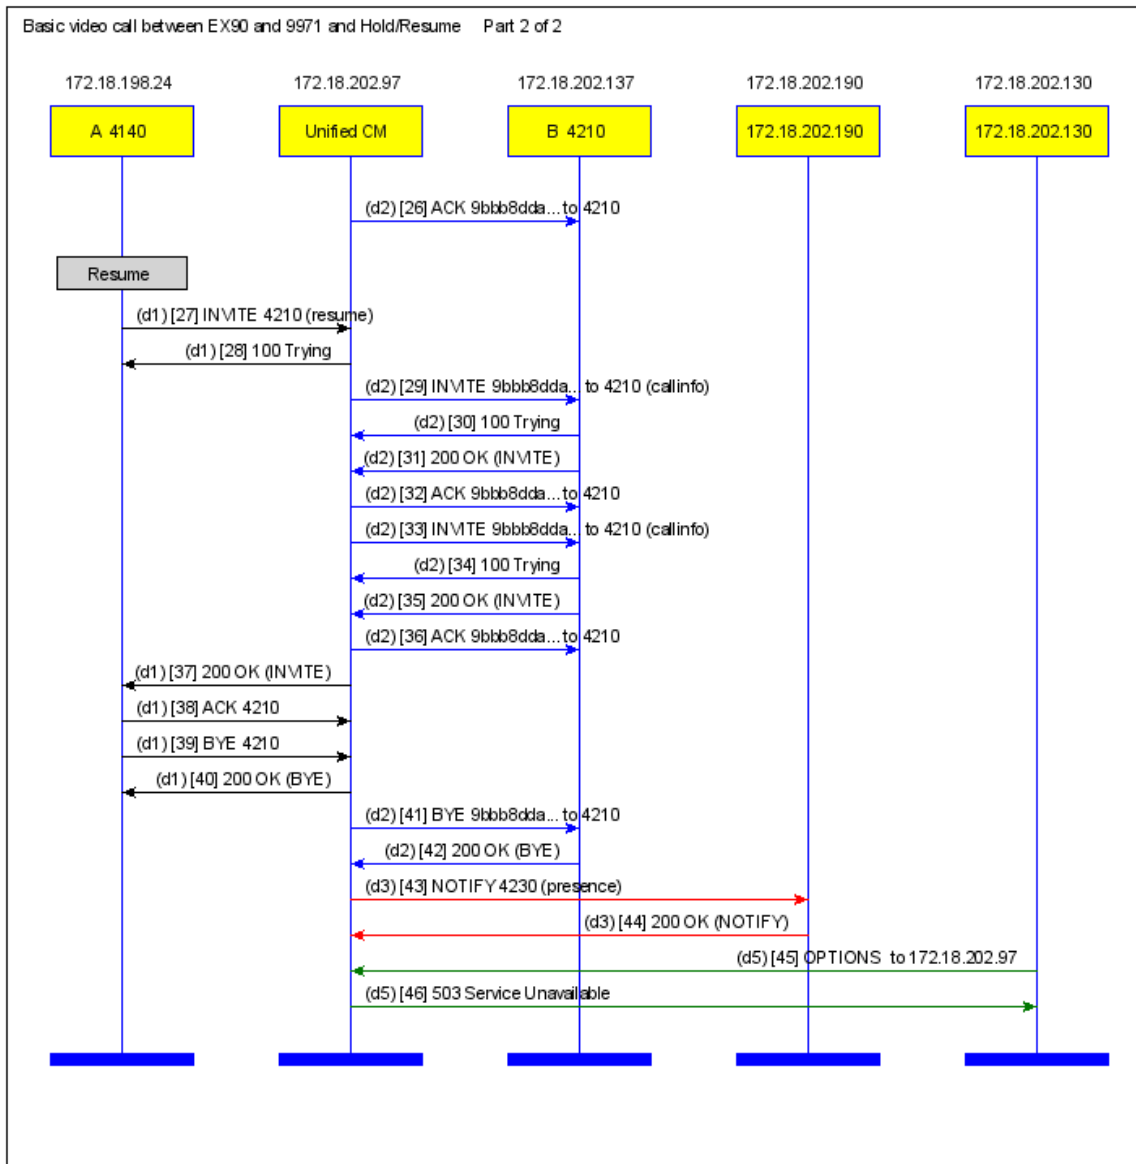 Basic video call between EX90 and 9971 and Hold/Resume Part 2 of 2
172.18.198.24 172.18.202.97 172.18.202.137 172.18.202.190 172.18.202.130
A 4140 Unified CM B 4210 172.18.202.190 172.18.202.130
(d2) [26] ACK 9bbb8dda... to 4210
Resume
(d1) [27] INVITE 4210 (resume)
(d1) [28] 100 Trying
(d2) [29] INVITE 9bbb8dda... to 4210 (callinfo)
(d2) [30] 100 Trying
(d2) [31] 200 OK (INVITE)
(d2) [32] ACK 9bbb8dda... to 4210
(d2) [33] INVITE 9bbb8dda... to 4210 (callinfo)
(d2) [34] 100 Trying
(d2) [35] 200 OK (INVITE)
(d2) [36] ACK 9bbb8dda... to 4210
(d1) [37] 200 OK (INVITE)
(d1) [38] ACK 4210
(d1) [39] BYE 4210
(d1) [40] 200 OK (BYE)
(d2) [41] BYE 9bbb8dda... to 4210
(d2) [42] 200 OK (BYE)
(d3) [43] NOTIFY 4230 (presence)
(d3) [44] 200 OK (NOTIFY)
(d5) [45] OPTIONS to 172.18.202.97
(d5) [46] 503 Service Unavailable